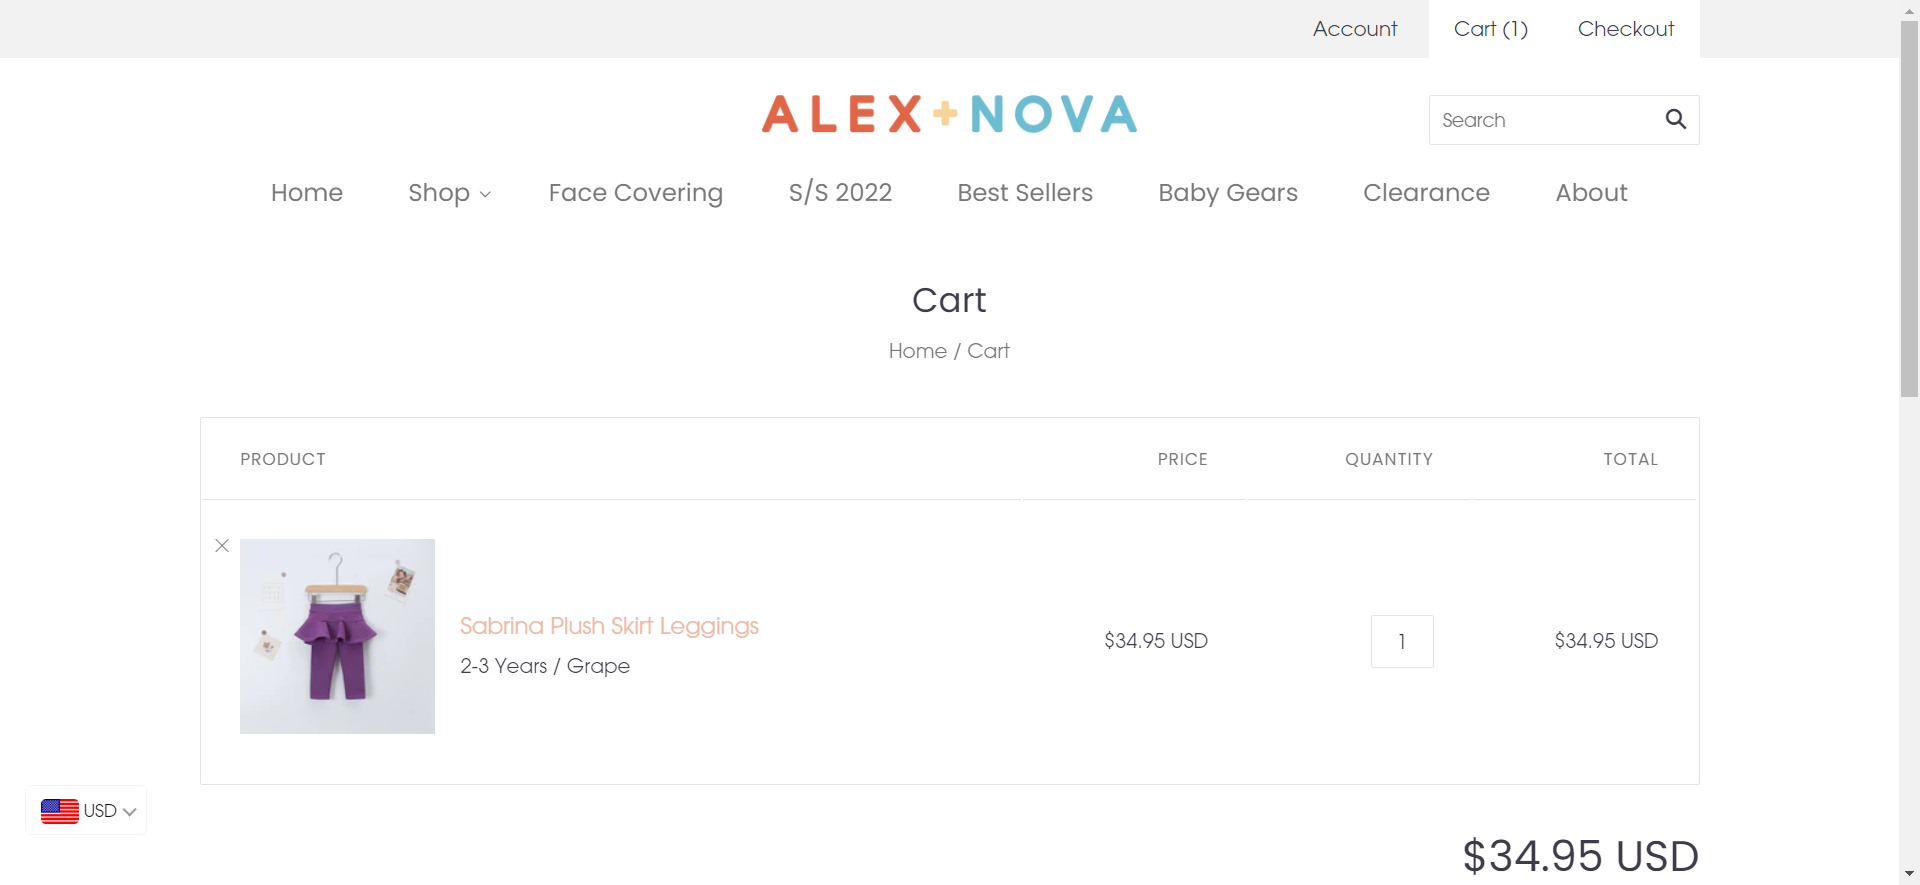 Account Cart (1) Checkout
ALEX+NOVA
Search
Home Shop Face Covering S/S 2022 Best Sellers Baby Gears Clearance About
Cart
Home / Cart
PRODUCT PRICE QUANTITY TOTAL
Sabrina Plush Skirt Leggings
2-3 Years / Grape
$34.95 USD 1 $34.95 USD
USD
$34.95 USD